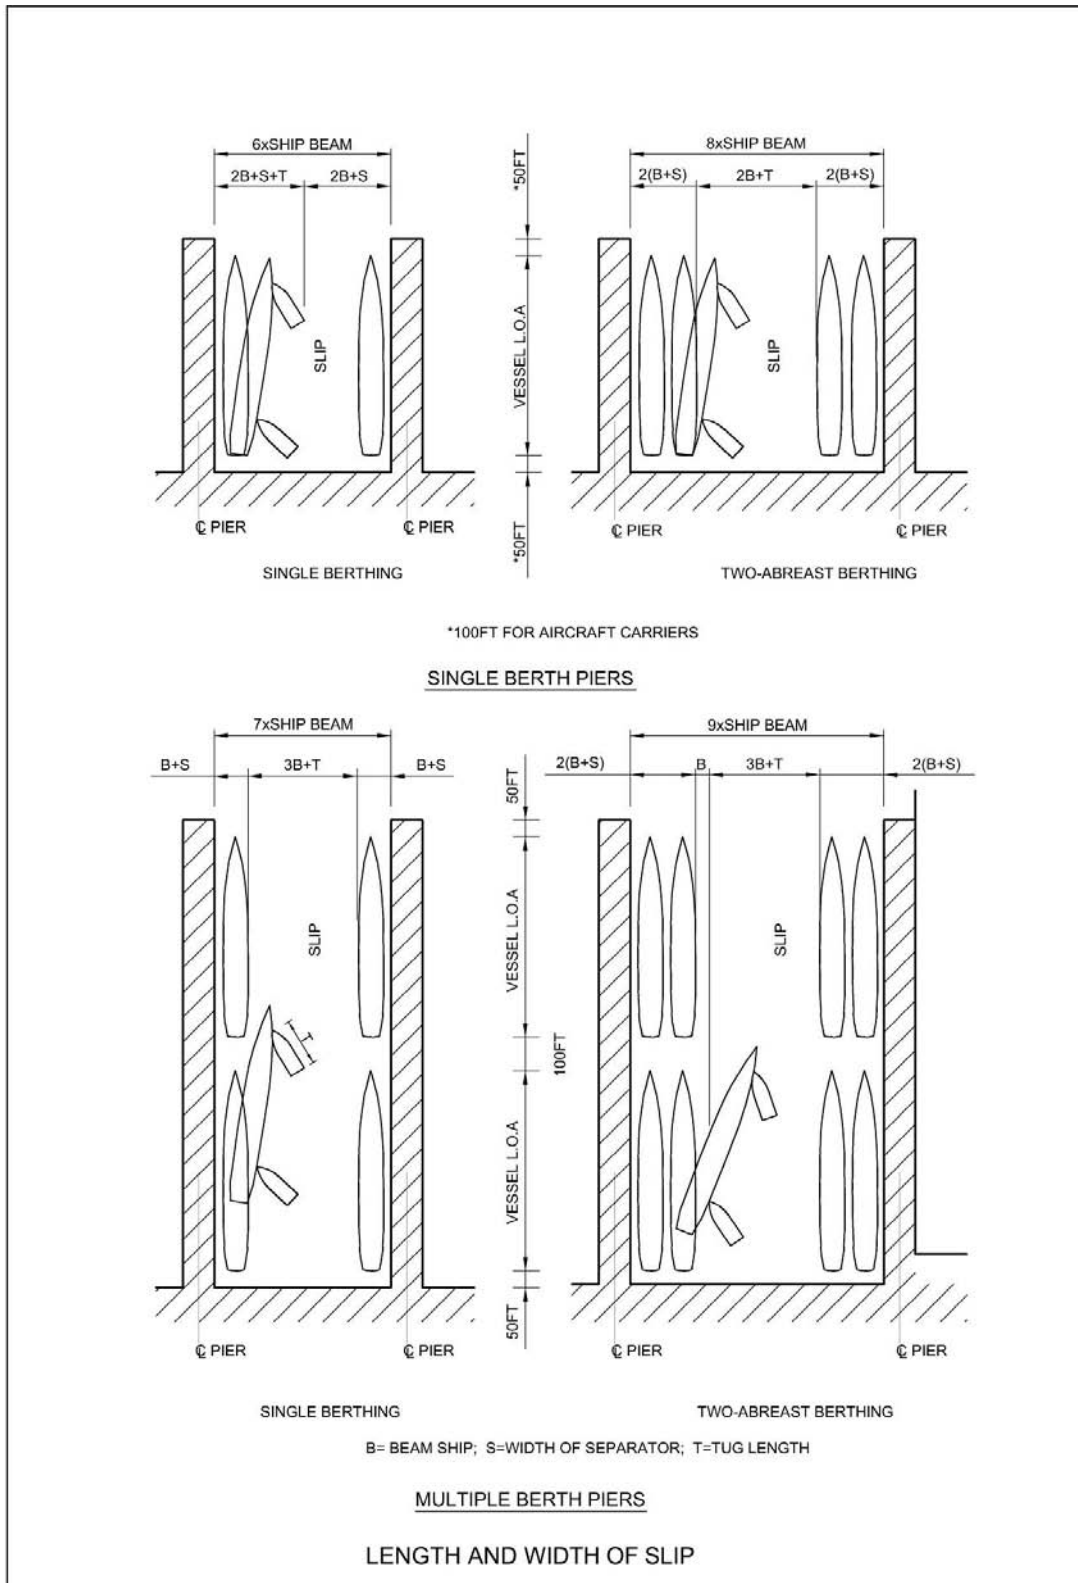 6xSHIP BEAM
2B+S+T
2B+S
*50FT
8xSHIP BEAM
2(B+S)
2B+T
2(B+S)
SLIP
VESSEL L.O.A
SLIP
℄ PIER
℄ PIER
*50FT
℄ PIER
℄ PIER
SINGLE BERTHING
TWO-ABREAST BERTHING
*100FT FOR AIRCRAFT CARRIERS
SINGLE BERTH PIERS
7xSHIP BEAM
B+S
3B+T
B+S
50FT
9xSHIP BEAM
2(B+S)
B
3B+T
2(B+S)
SLIP
VESSEL L.O.A
SLIP
T
100FT
VESSEL L.O.A
50FT
℄ PIER
℄ PIER
℄ PIER
℄ PIER
SINGLE BERTHING
TWO-ABREAST BERTHING
B= BEAM SHIP; S=WIDTH OF SEPARATOR; T=TUG LENGTH
MULTIPLE BERTH PIERS
LENGTH AND WIDTH OF SLIP